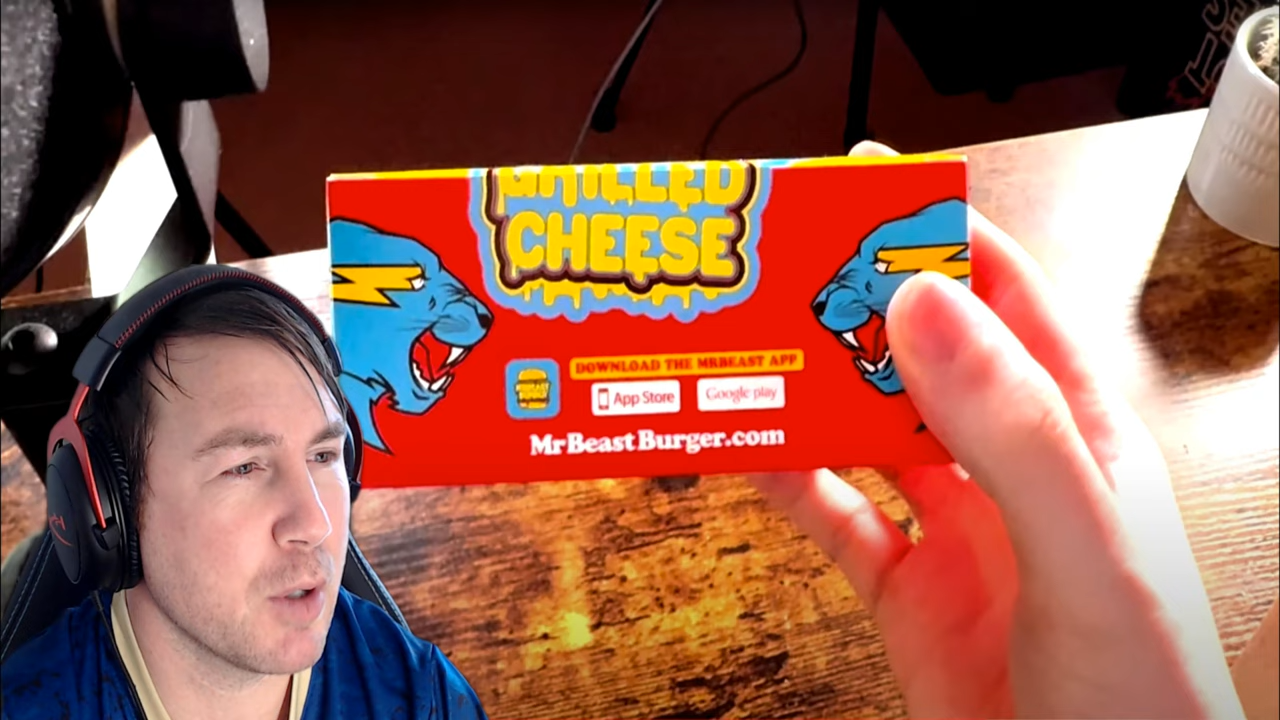 GRILLED
CHEESE
DOWNLOAD THE MRBEAST APP
App Store
Google play
MrBeastBurger.com